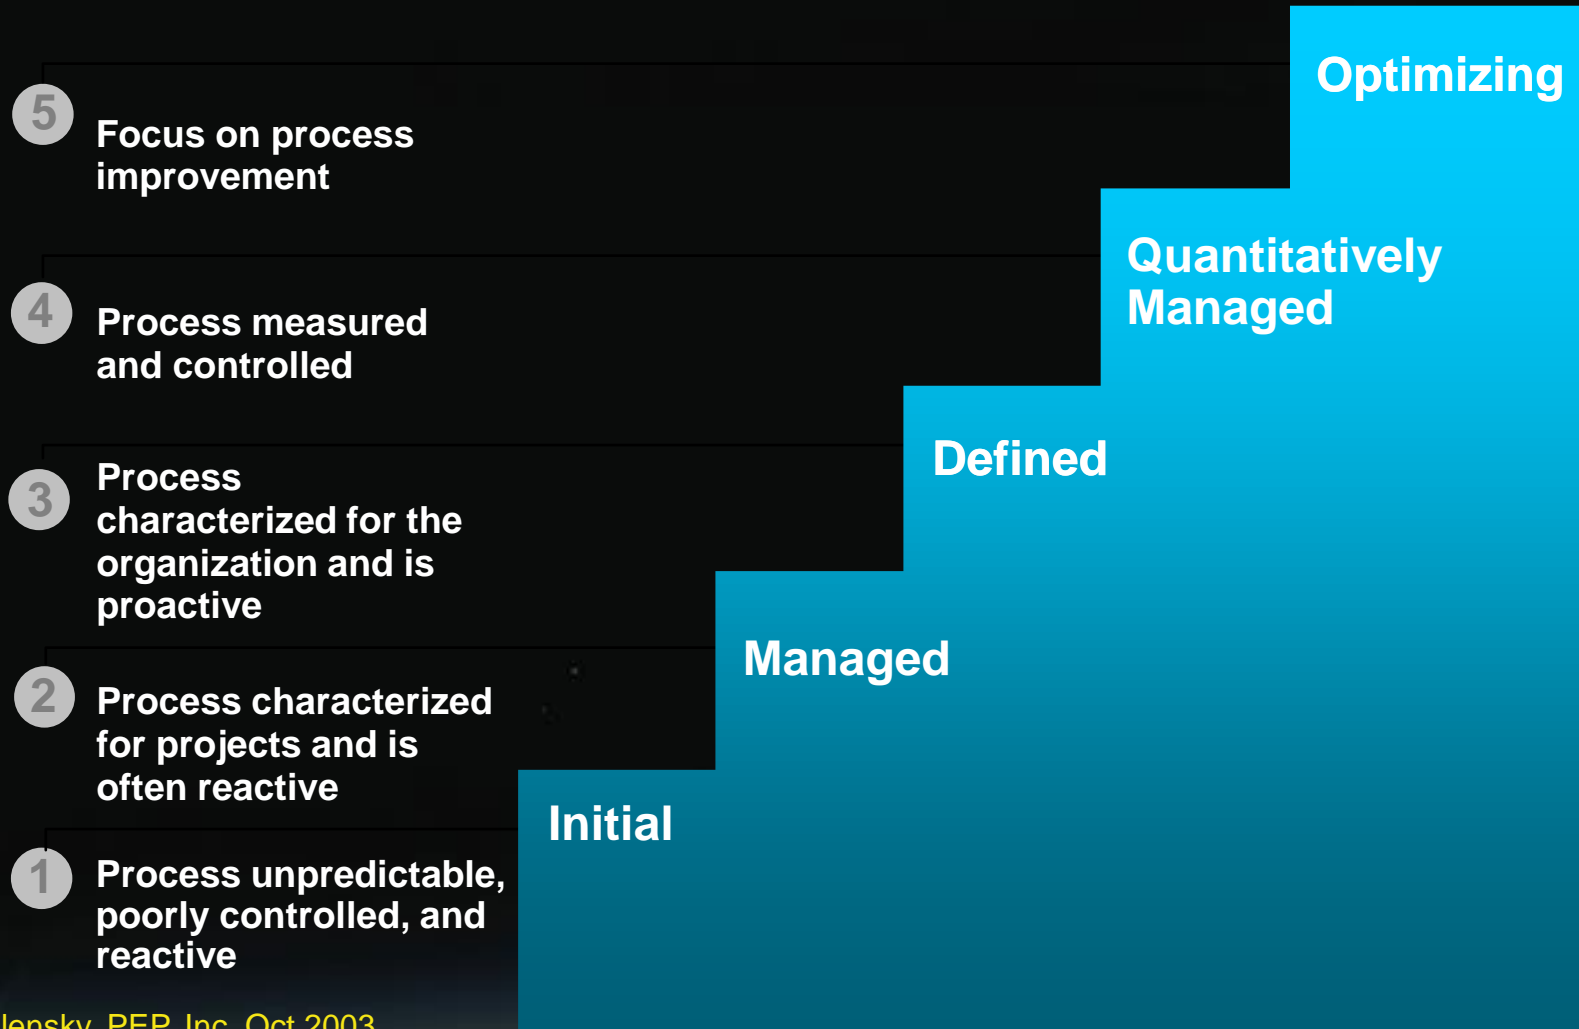 Optimizing
5
Focus on process
improvement
Quantitatively
Managed
4
Process measured
and controlled
Defined
3
Process
characterized for the
organization and is
proactive
Managed
2
Process characterized
for projects and is
often reactive
Initial
1
Process unpredictable,
poorly controlled, and
reactive
PEP, Inc. Oct 2003